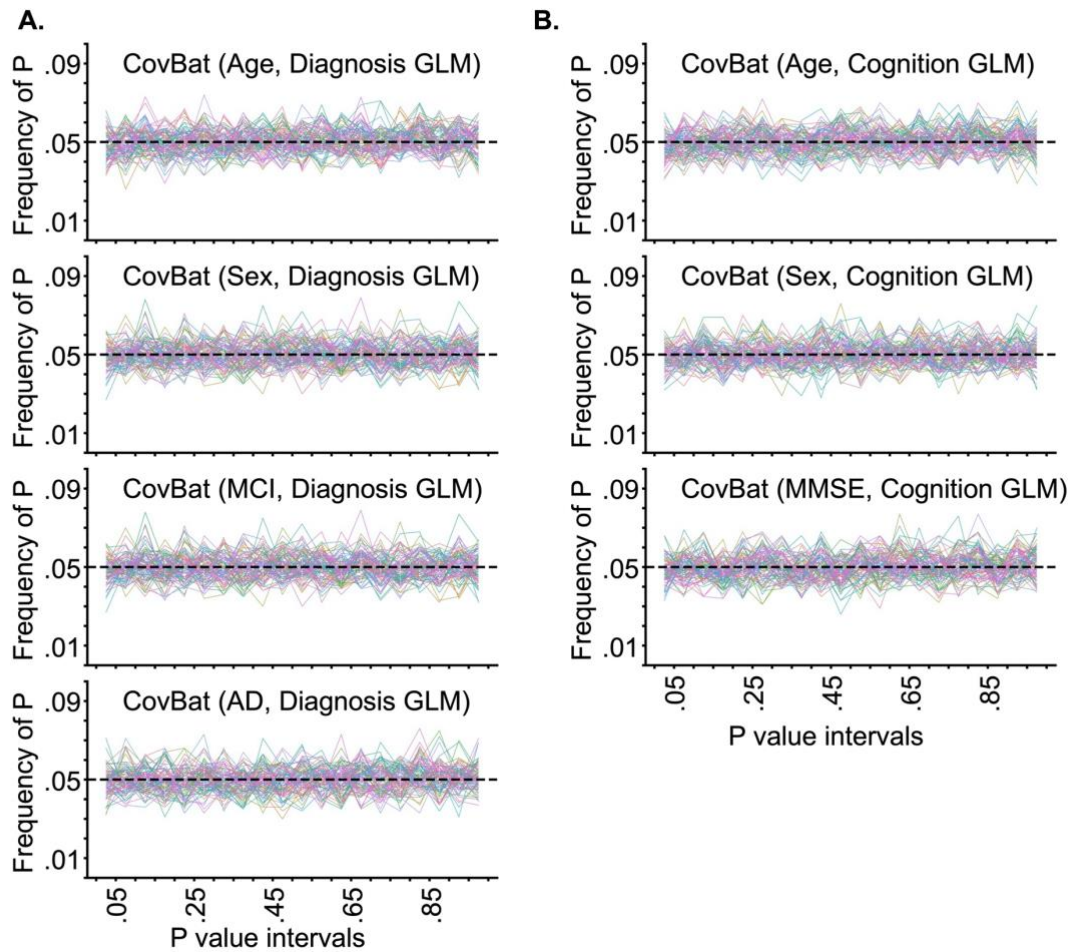 A.
Frequency of P
.09
.05
.01
CovBat (Age, Diagnosis GLM)
Frequency of P
.09
.05
.01
CovBat (Sex, Diagnosis GLM)
Frequency of P
.09
.05
.01
CovBat (MCI, Diagnosis GLM)
Frequency of P
.09
.05
.01
CovBat (AD, Diagnosis GLM)
.05
.25
.45
.65
.85
P value intervals
B.
Frequency of P
.09
.05
.01
CovBat (Age, Cognition GLM)
Frequency of P
.09
.05
.01
CovBat (Sex, Cognition GLM)
Frequency of P
.09
.05
.01
CovBat (MMSE, Cognition GLM)
.05
.25
.45
.65
.85
P value intervals